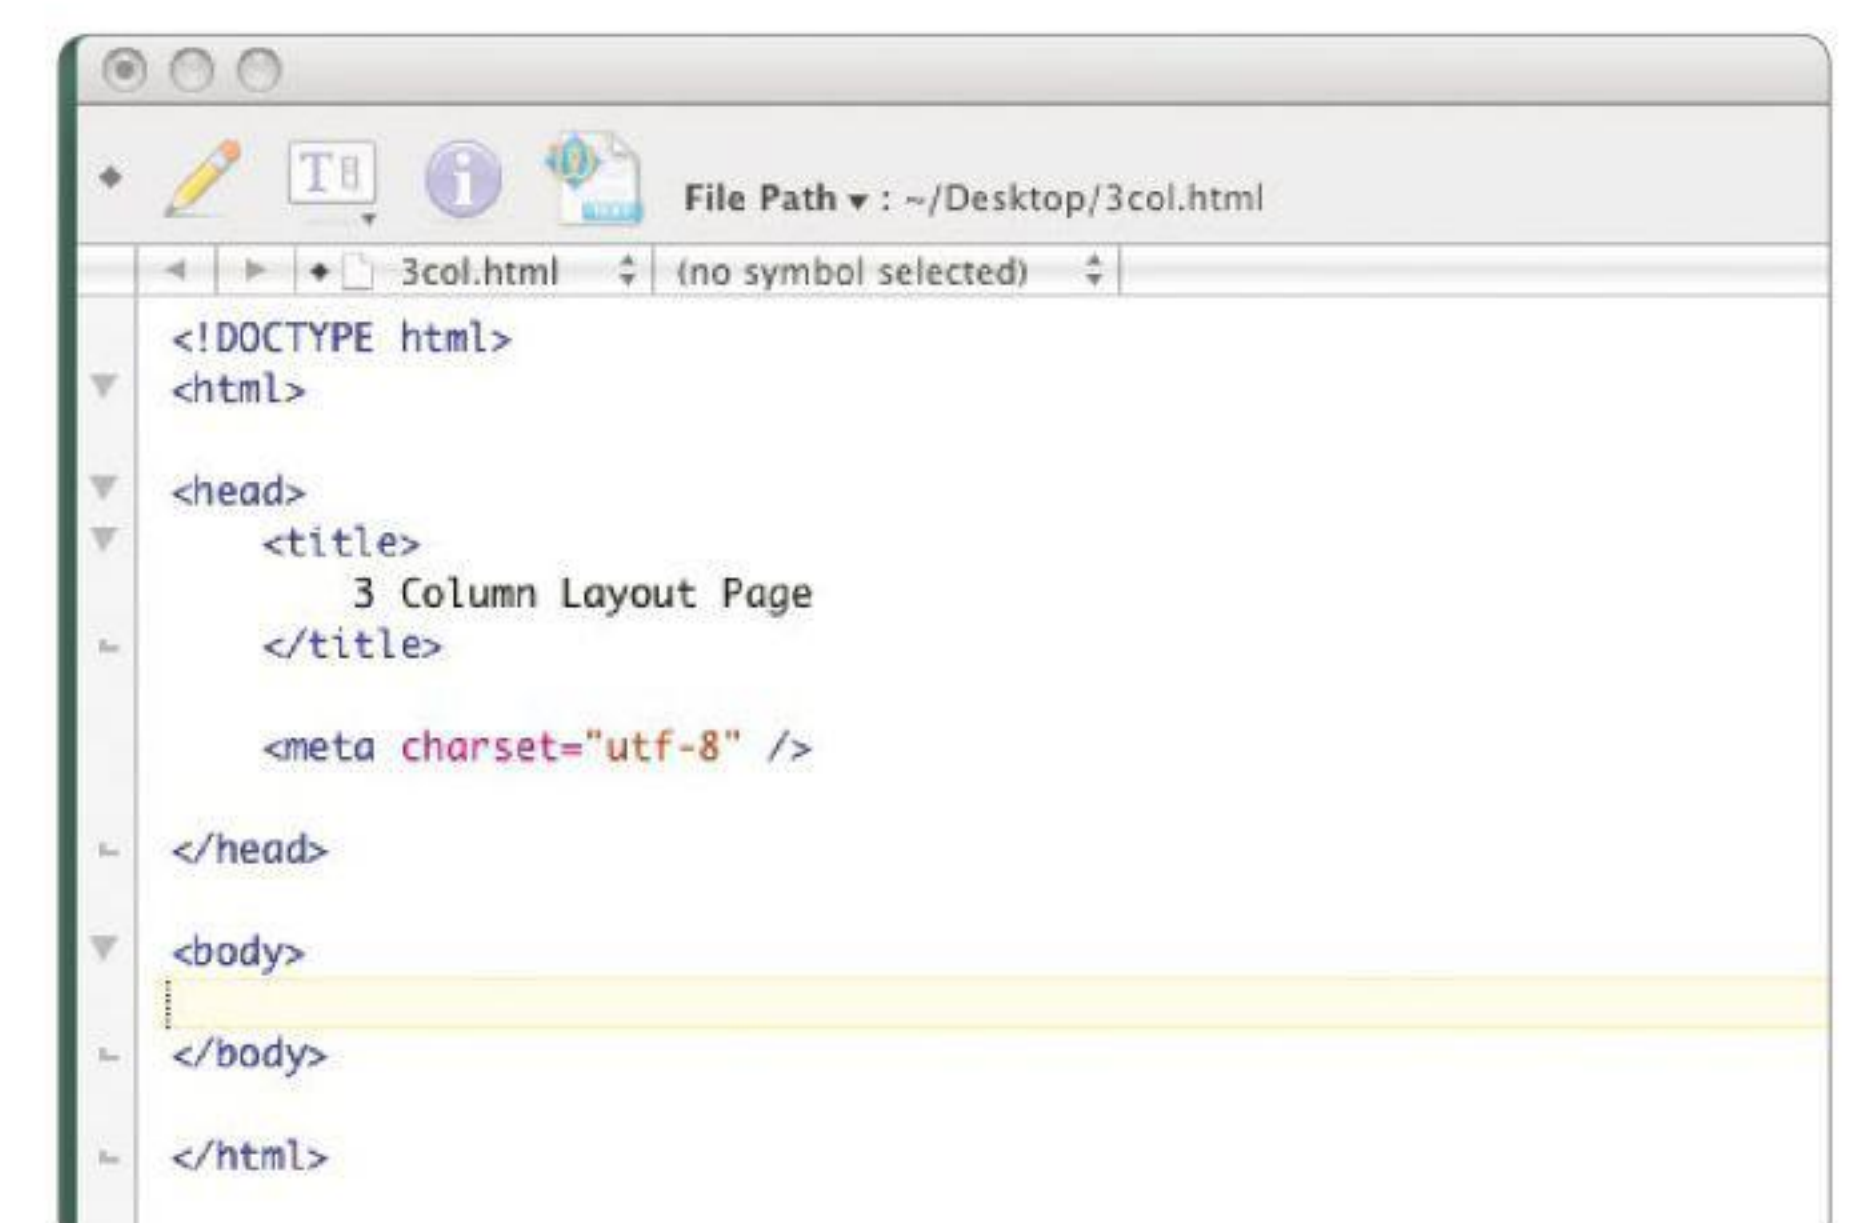 File Path ▾ : ~/Desktop/3col.html
3col.html (no symbol selected)
<!DOCTYPE html>
<html>
<head>
<title>
3 Column Layout Page
</title>
<meta charset="utf-8" />
</head>
<body>
</body>
</html>